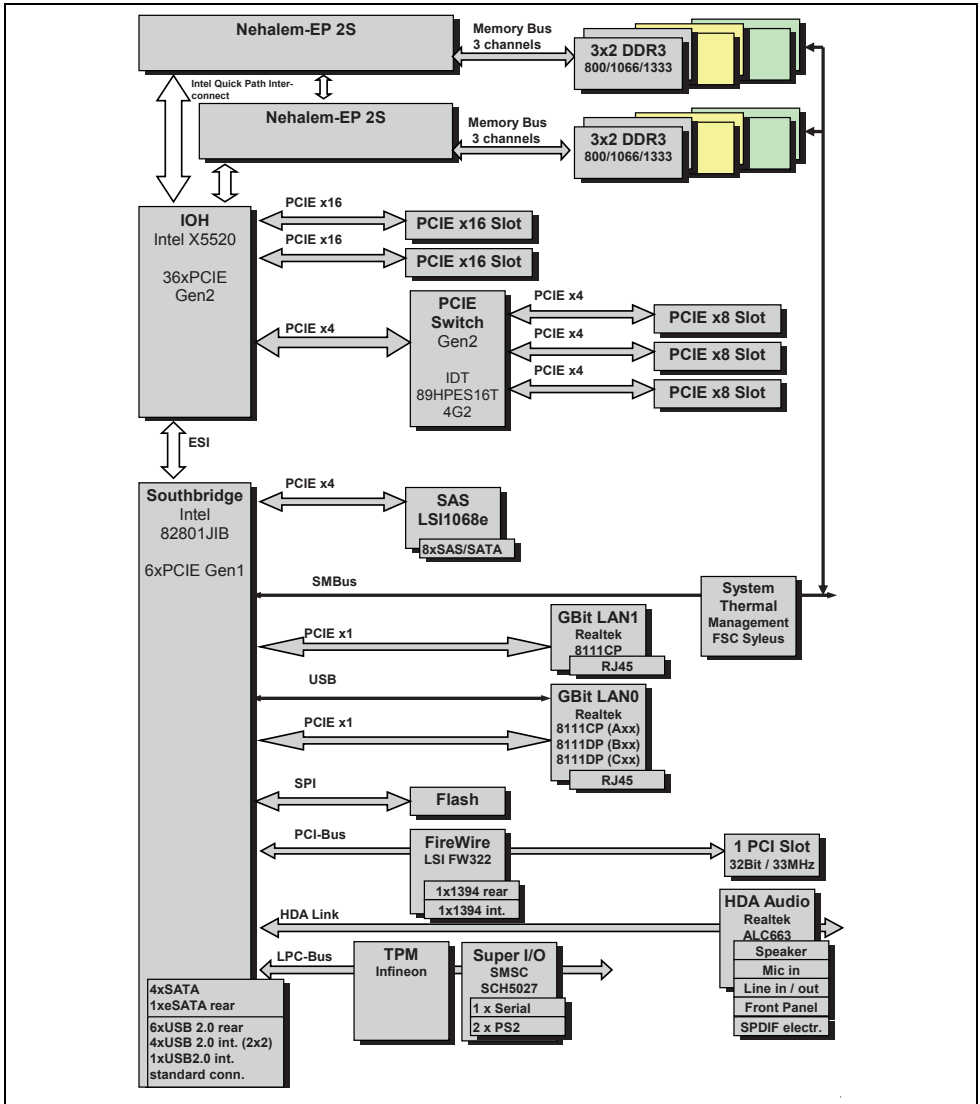 Nehalem-EP 2S
Memory Bus
3 channels
3x2 DDR3
800/1066/1333
Intel Quick Path Inter-
connect
Nehalem-EP 2S
Memory Bus
3 channels
3x2 DDR3
800/1066/1333
IOH
Intel X5520
36xPCIE
Gen2
PCIE x16
PCIE x16 Slot
PCIE x16
PCIE x16 Slot
PCIE x4
PCIE
Switch
Gen2
IDT
89HPES16T
4G2
PCIE x4
PCIE x8 Slot
PCIE x4
PCIE x8 Slot
PCIE x4
PCIE x8 Slot
ESI
Southbridge
Intel
82801JIB
6xPCIE Gen1
PCIE x4
SAS
LSI1068e
8xSAS/SATA
SMBus
System
Thermal
Management
FSC Syleus
PCIE x1
GBit LAN1
Realtek
8111CP
RJ45
USB
PCIE x1
GBit LAN0
Realtek
8111CP (Axx)
8111DP (Bxx)
8111DP (Cxx)
RJ45
SPI
Flash
PCI-Bus
FireWire
LSI FW322
1x1394 rear
1x1394 int.
1 PCI Slot
32Bit / 33MHz
HDA Link
HDA Audio
Realtek
ALC663
Speaker
Mic in
Line in / out
Front Panel
SPDIF electr.
LPC-Bus
TPM
Infineon
Super I/O
SMSC
SCH5027
1 x Serial
2 x PS2
4xSATA
1xeSATA rear
6xUSB 2.0 rear
4xUSB 2.0 int. (2x2)
1xUSB2.0 int.
standard conn.